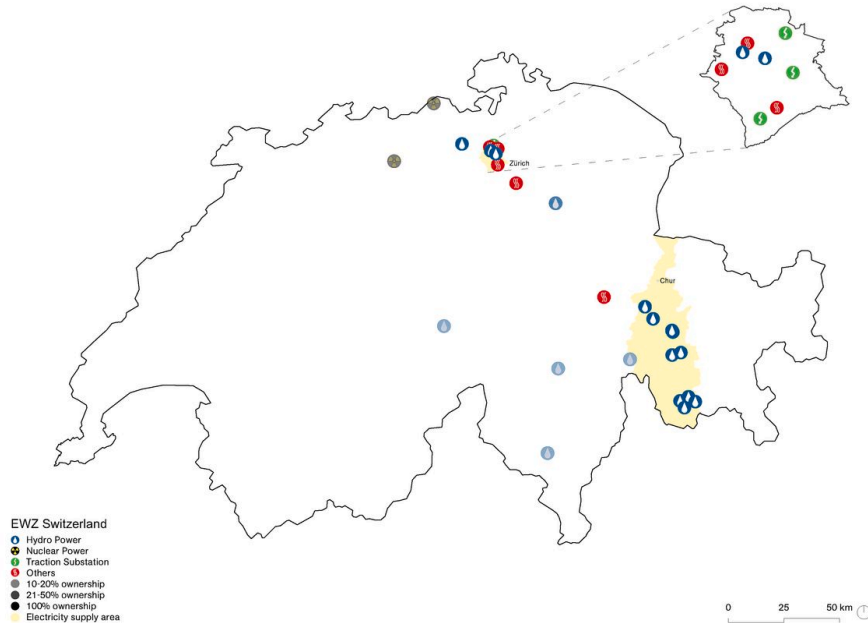 Zürich
Chur
EWZ Switzerland
Hydro Power
Nuclear Power
Traction Substation
Others
10-20% ownership
21-50% ownership
100% ownership
Electricity supply area
0 25 50 km